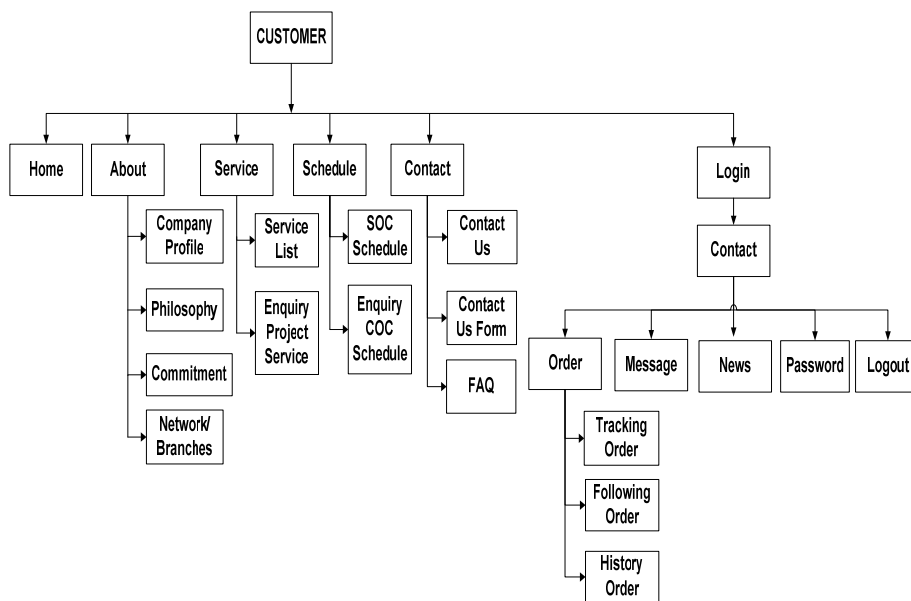 CUSTOMER
Home
About
Service
Schedule
Contact
Login
Company
Profile
Philosophy
Commitment
Network/
Branches
Service
List
Enquiry
Project
Service
SOC
Schedule
Enquiry
COC
Schedule
Contact
Us
Contact
Us Form
FAQ
Contact
Order
Message
News
Password
Logout
Tracking
Order
Following
Order
History
Order